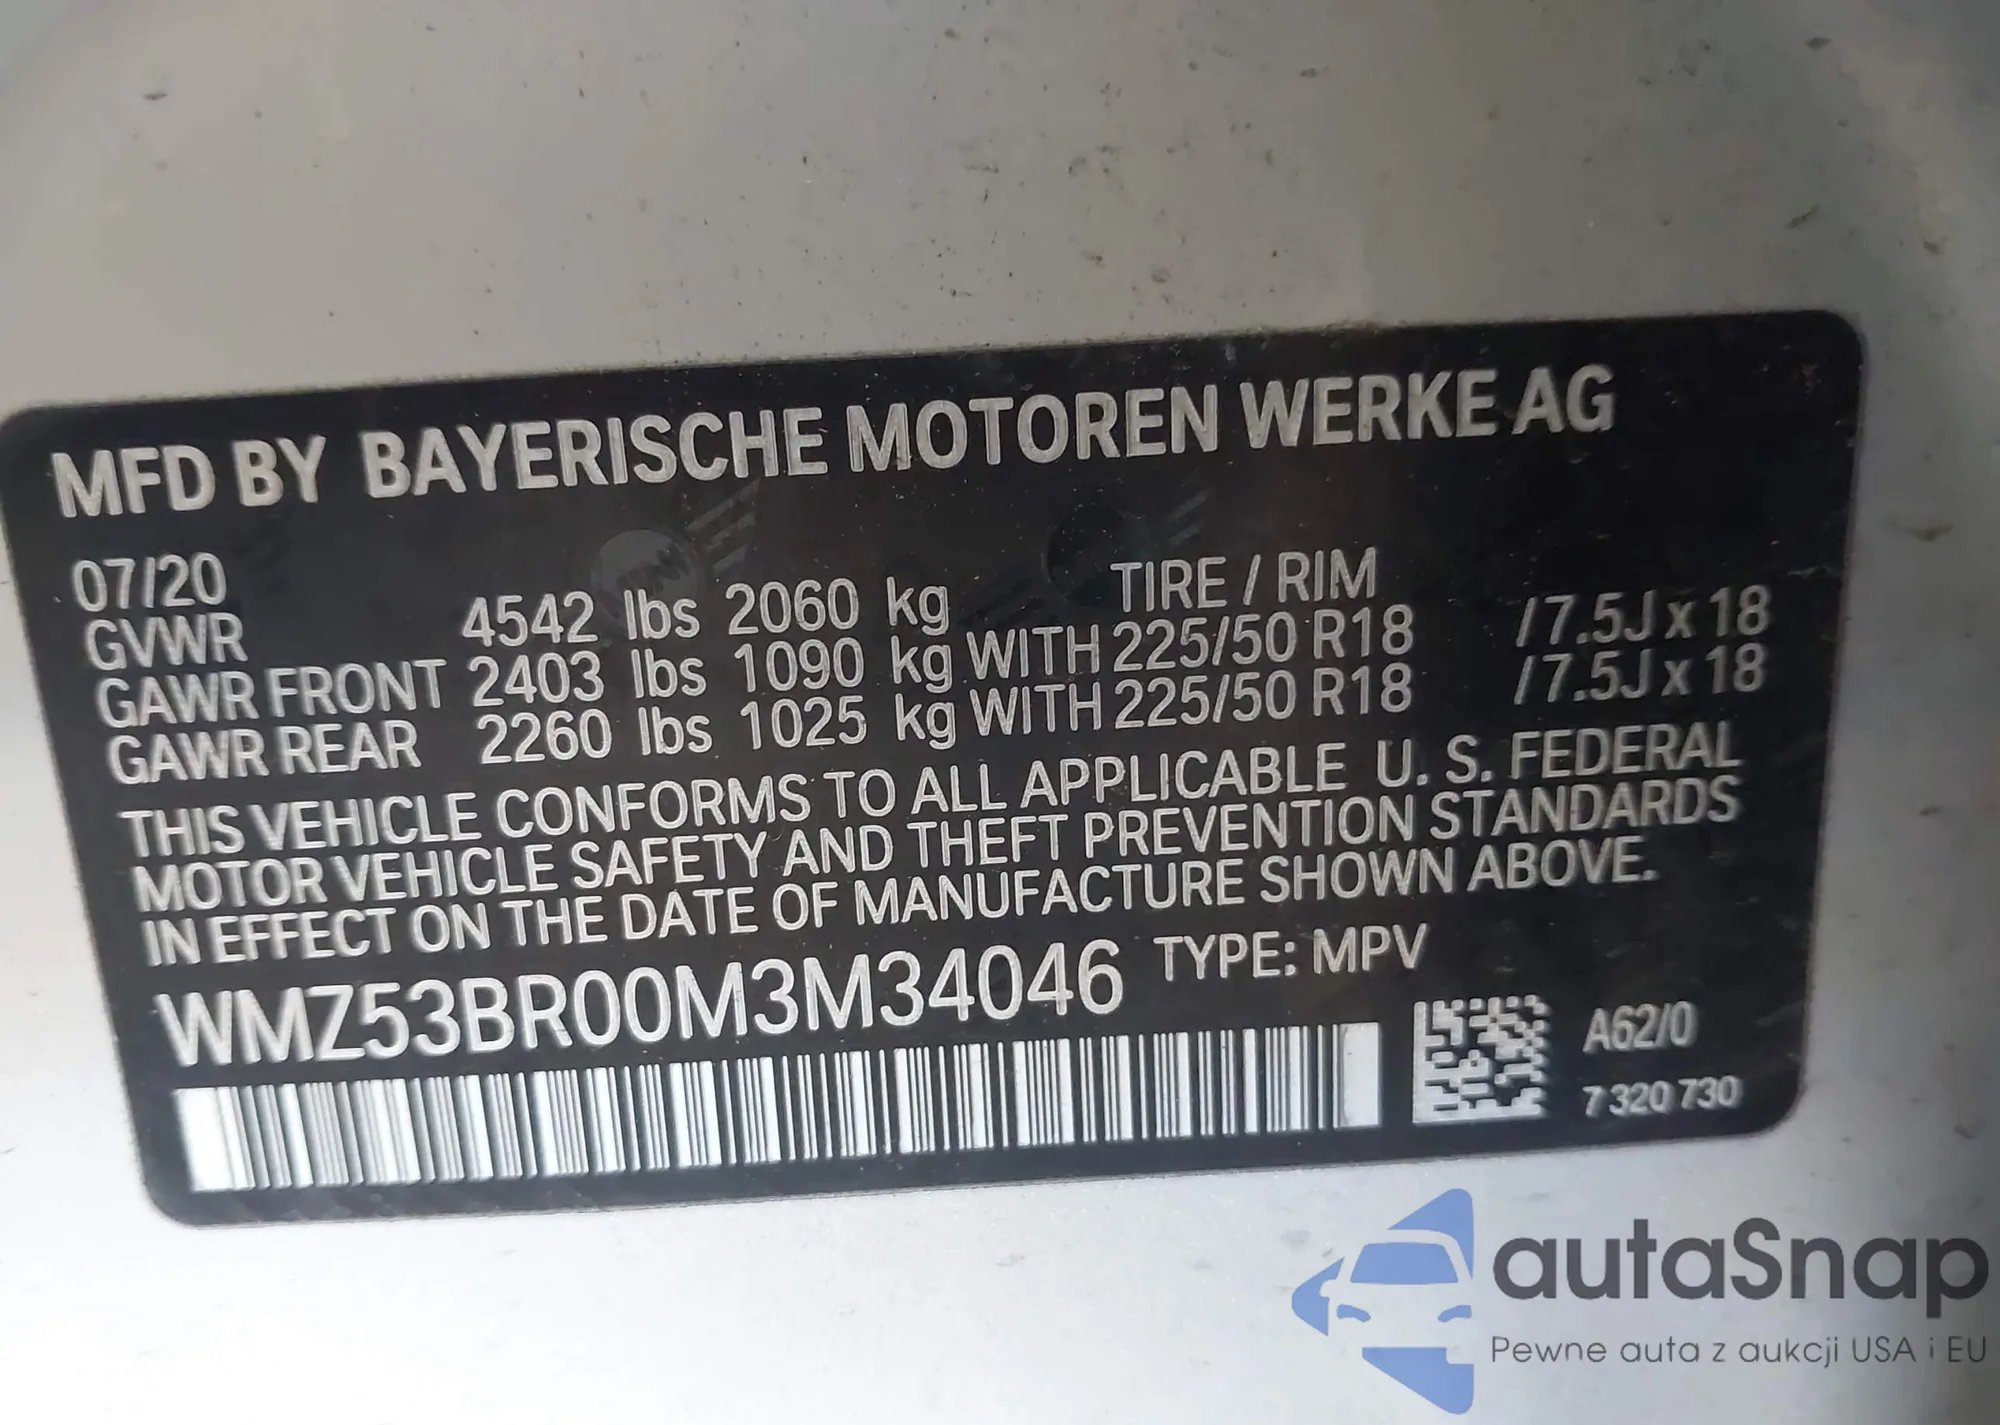 MFD BY BAYERISCHE MOTOREN WERKE AG
07/20 TIRE / RIM
GVWR 4542 lbs 2060 kg
GAWR FRONT 2403 lbs 1090 kg WITH 225/50 R18 /7.5J x 18
GAWR REAR 2260 lbs 1025 kg WITH 225/50 R18 /7.5J x 18
THIS VEHICLE CONFORMS TO ALL APPLICABLE U. S. FEDERAL
MOTOR VEHICLE SAFETY AND THEFT PREVENTION STANDARDS
IN EFFECT ON THE DATE OF MANUFACTURE SHOWN ABOVE.
WMZ53BR00M3M34046 TYPE: MPV
A62/0
7 320 730
autaSnap
Pewne auta z aukcji USA i EU